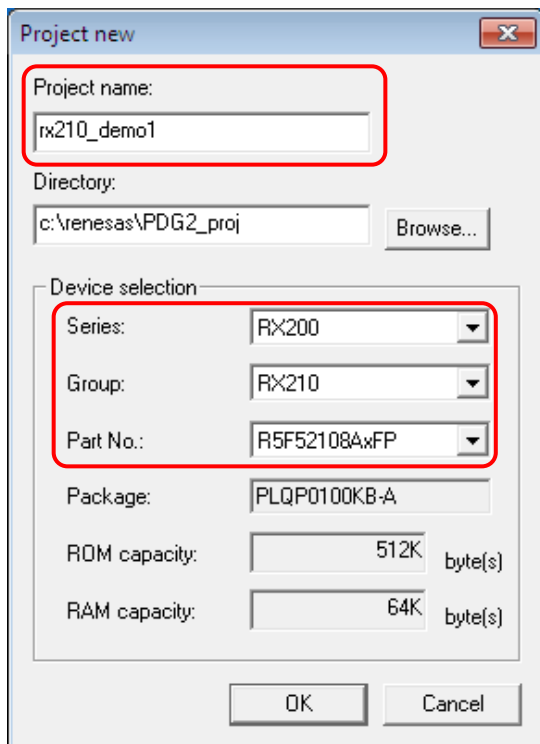 Project new
Project name:
rx210_demo1
Directory:
c:\renesas\PDG2_proj
Browse...
Device selection
Series: RX200
Group: RX210
Part No.: R5F52108AxFP
Package: PLQP0100KB-A
ROM capacity: 512K byte(s)
RAM capacity: 64K byte(s)
OK Cancel